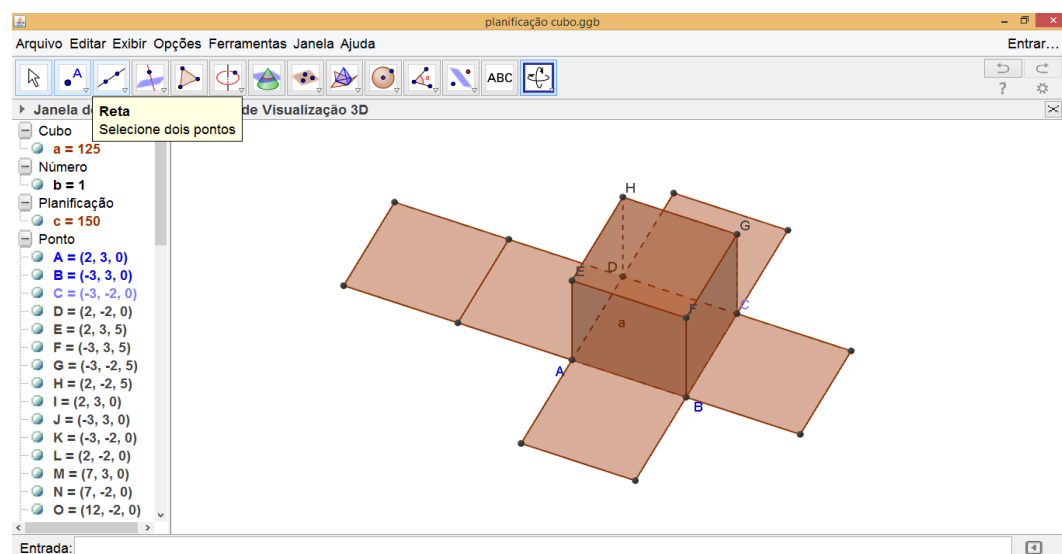 planificação cubo.ggb
Arquivo Editar Exibir Opções Ferramentas Janela Ajuda
Entrar...
A
α
ABC
?
Janela d
de Visualização 3D
Reta
Selecione dois pontos
Cubo
a = 125
Número
b = 1
Planificação
c = 150
Ponto
A = (2, 3, 0)
B = (-3, 3, 0)
C = (-3, -2, 0)
D = (2, -2, 0)
E = (2, 3, 5)
F = (-3, 3, 5)
G = (-3, -2, 5)
H = (2, -2, 5)
I = (2, 3, 0)
J = (-3, 3, 0)
K = (-3, -2, 0)
L = (2, -2, 0)
M = (7, 3, 0)
N = (7, -2, 0)
O = (12, -2, 0)
H
G
E
D
F
C
a
A
B
Entrada: